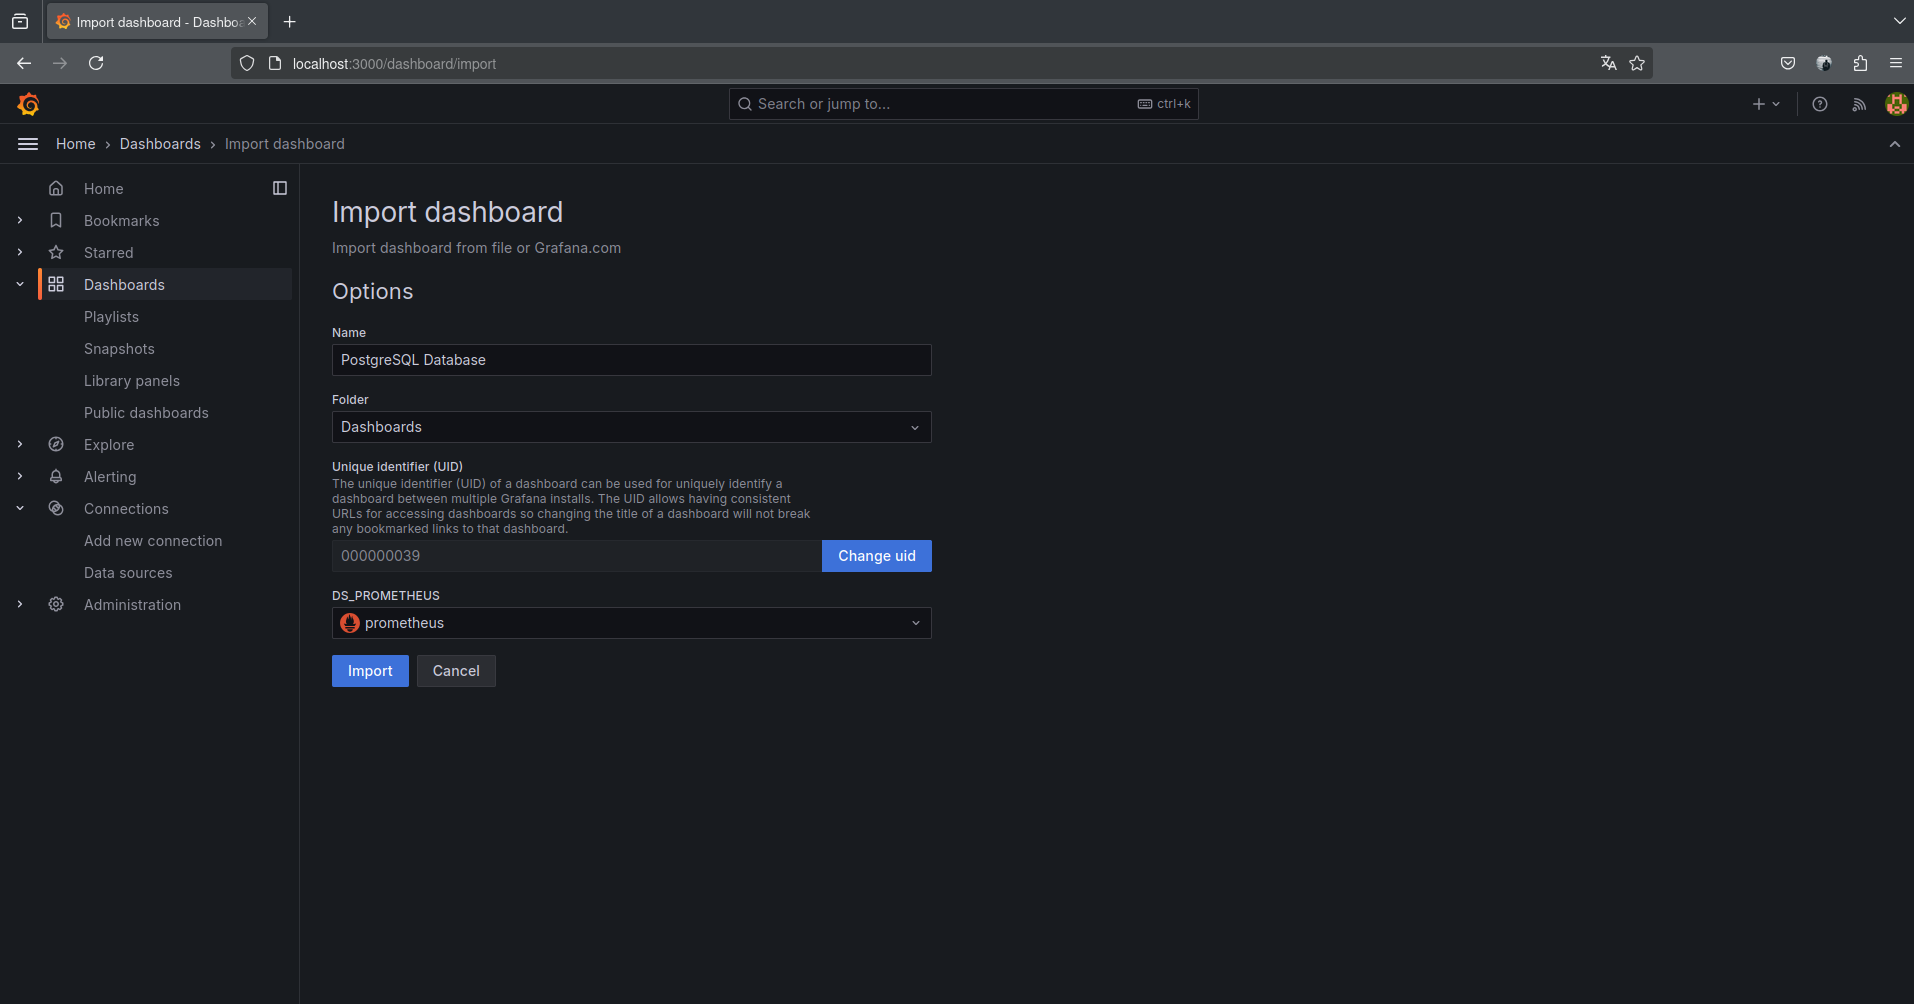 Import dashboard - Dashboa
localhost:3000/dashboard/import
Search or jump to...
ctrl+k
Home › Dashboards › Import dashboard
Home
Bookmarks
Starred
Dashboards
Playlists
Snapshots
Library panels
Public dashboards
Explore
Alerting
Connections
Add new connection
Data sources
Administration
Import dashboard
Import dashboard from file or Grafana.com
Options
Name
PostgreSQL Database
Folder
Dashboards
Unique identifier (UID)
The unique identifier (UID) of a dashboard can be used for uniquely identify a
dashboard between multiple Grafana installs. The UID allows having consistent
URLs for accessing dashboards so changing the title of a dashboard will not break
any bookmarked links to that dashboard.
000000039
Change uid
DS_PROMETHEUS
prometheus
Import
Cancel